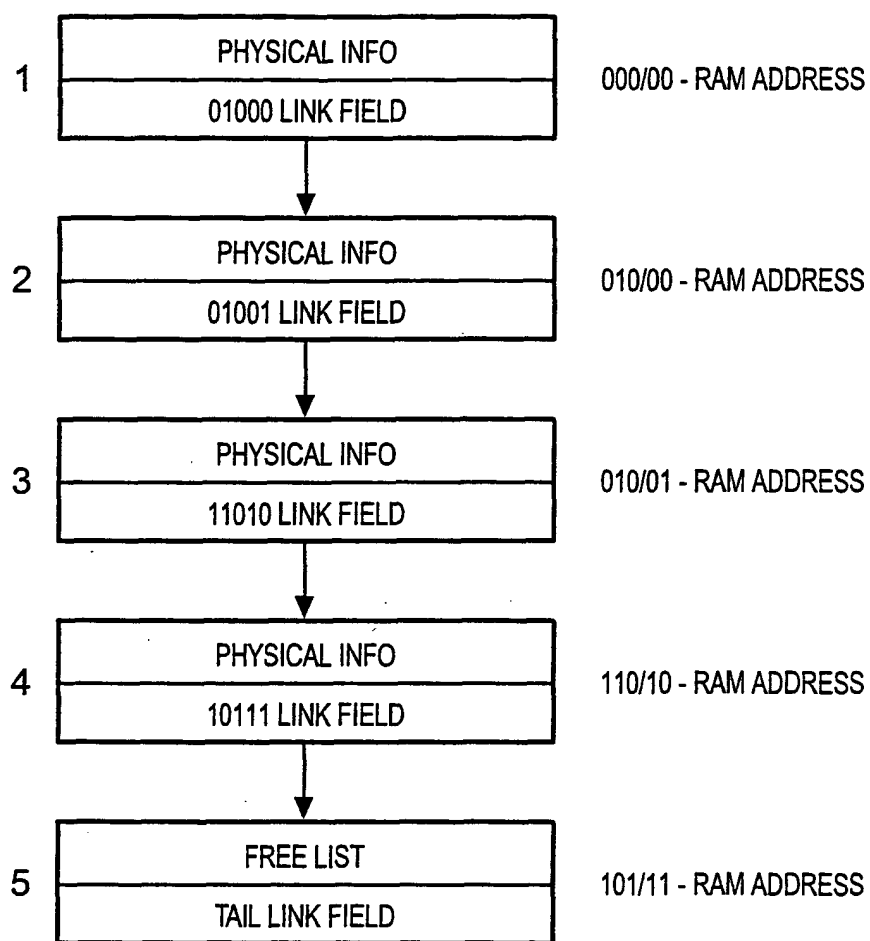 PHYSICAL INFO
1
000/00 - RAM ADDRESS
01000 LINK FIELD
PHYSICAL INFO
2
010/00 - RAM ADDRESS
01001 LINK FIELD
PHYSICAL INFO
3
010/01 - RAM ADDRESS
11010 LINK FIELD
PHYSICAL INFO
4
110/10 - RAM ADDRESS
10111 LINK FIELD
FREE LIST
5
101/11 - RAM ADDRESS
TAIL LINK FIELD